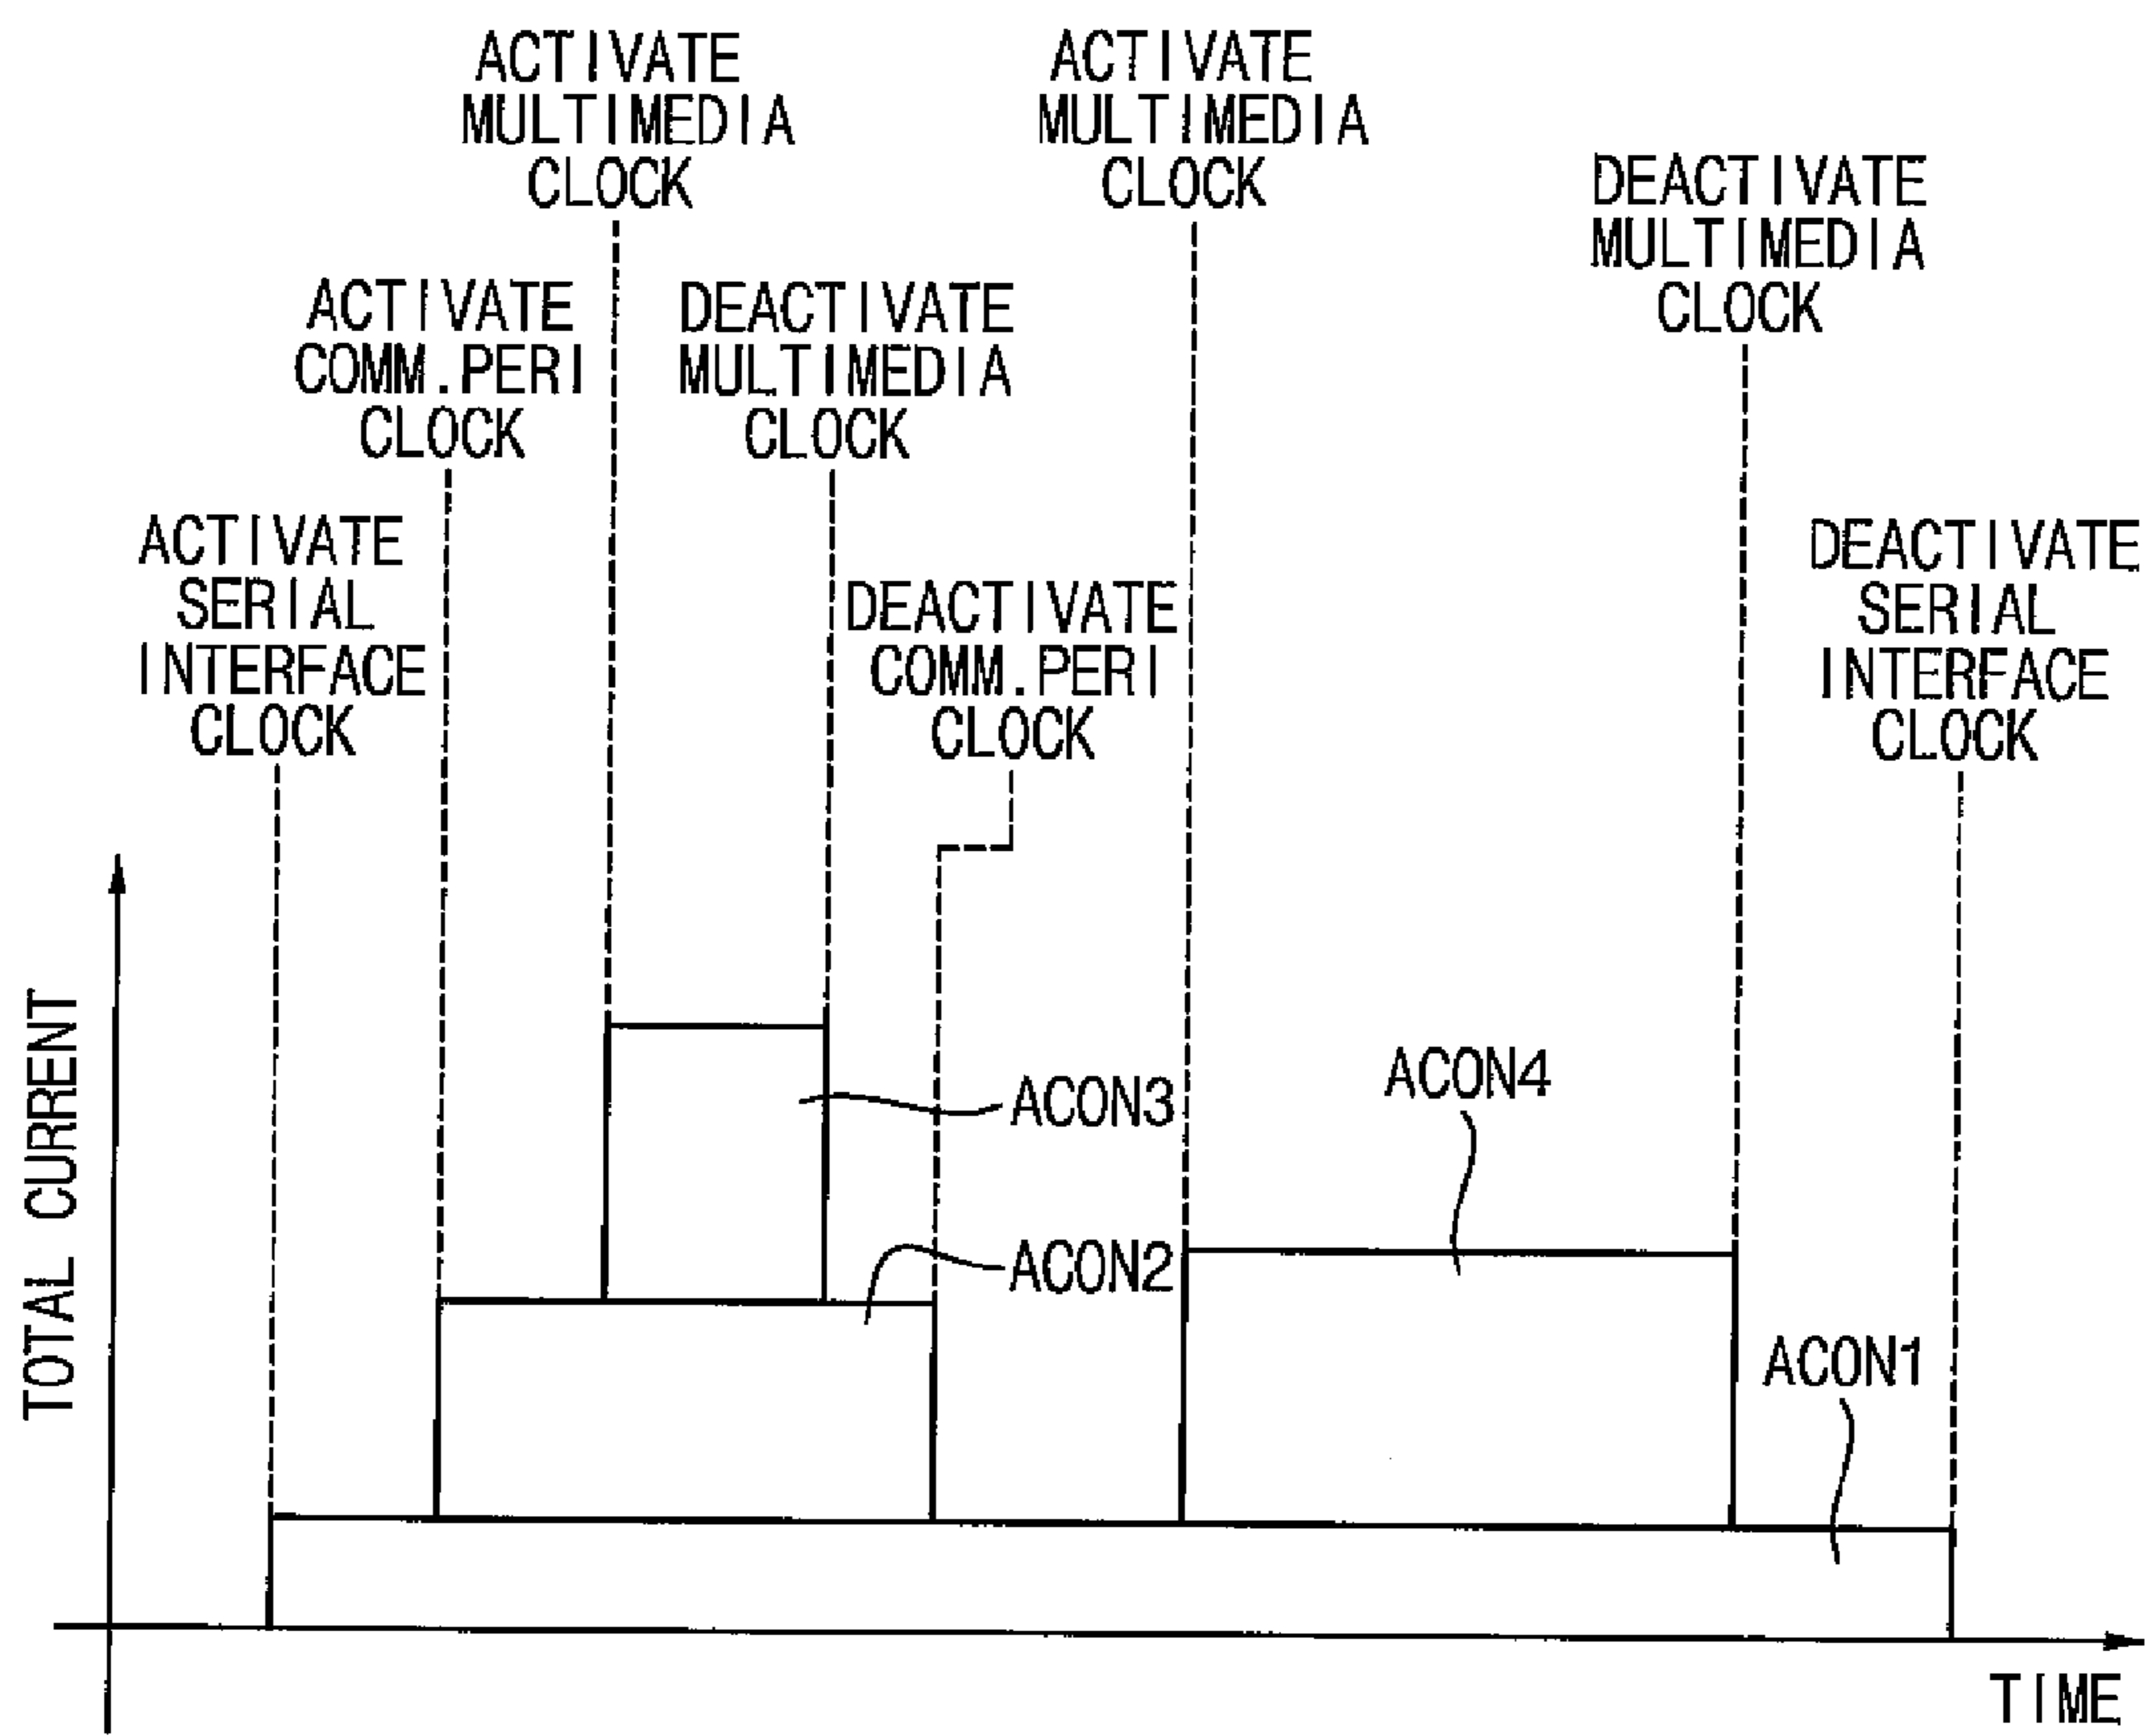 ACTIVATE
MULTIMEDIA
CLOCK
ACTIVATE
MULTIMEDIA
CLOCK
DEACTIVATE
MULTIMEDIA
CLOCK
ACTIVATE
COMM.PERI
CLOCK
DEACTIVATE
MULTIMEDIA
CLOCK
ACTIVATE
SERIAL
INTERFACE
CLOCK
DEACTIVATE
COMM.PERI
CLOCK
DEACTIVATE
SERIAL
INTERFACE
CLOCK
TOTAL CURRENT
ACON3
ACON4
ACON2
ACON1
TIME